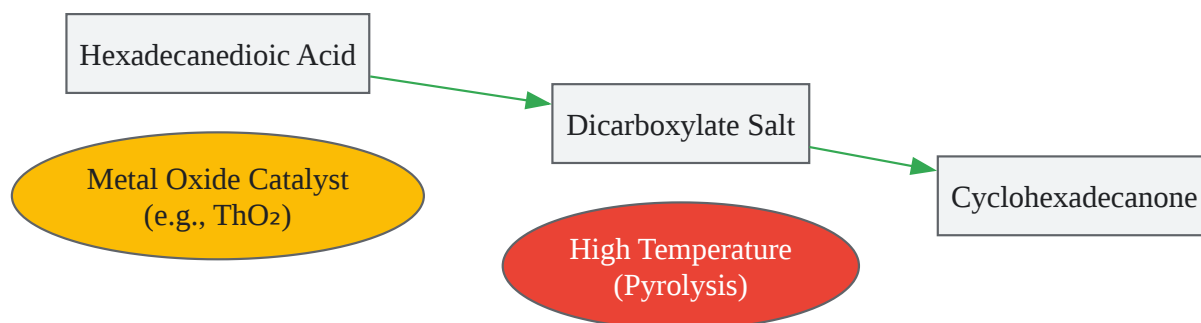 Hexadecanedioic Acid
Metal Oxide Catalyst
(e.g., ThO₂)
Dicarboxylate Salt
High Temperature
(Pyrolysis)
Cyclohexadecanone